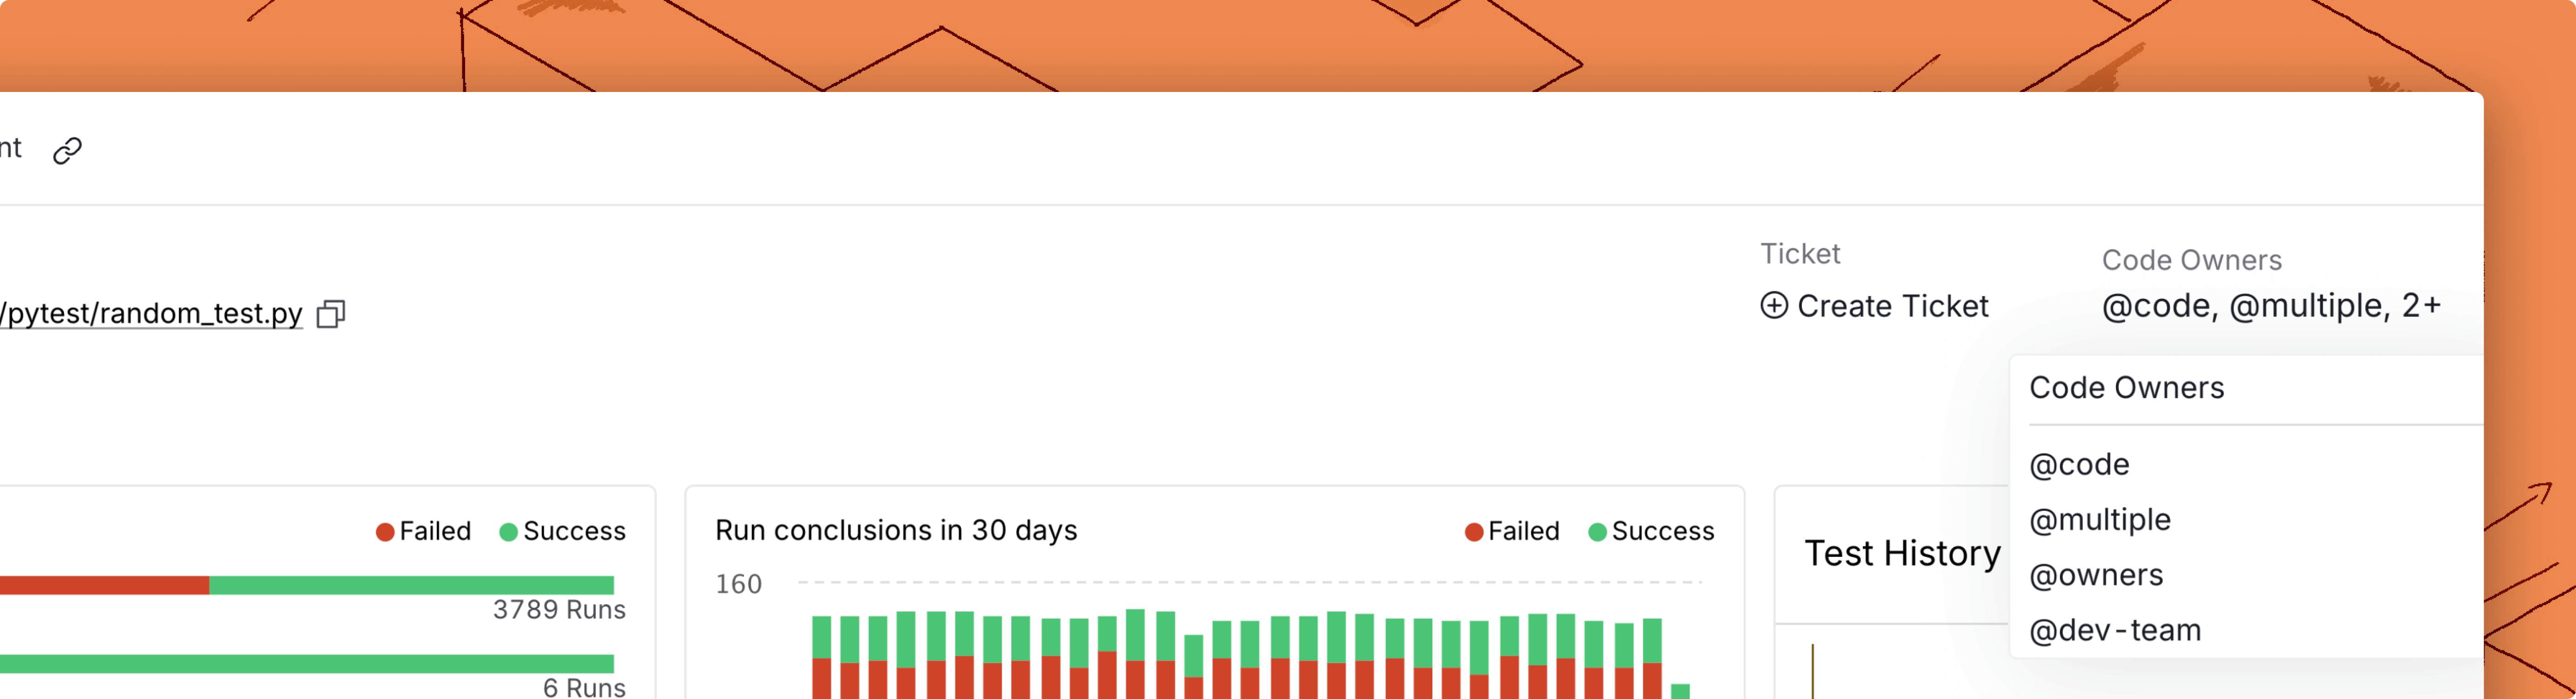 nt
Ticket
Code Owners
/pytest/random_test.py
Create Ticket
@code, @multiple, 2+
Code Owners
@code
@multiple
@owners
@dev-team
Failed Success
3789 Runs
6 Runs
Run conclusions in 30 days
Failed Success
160
Test History